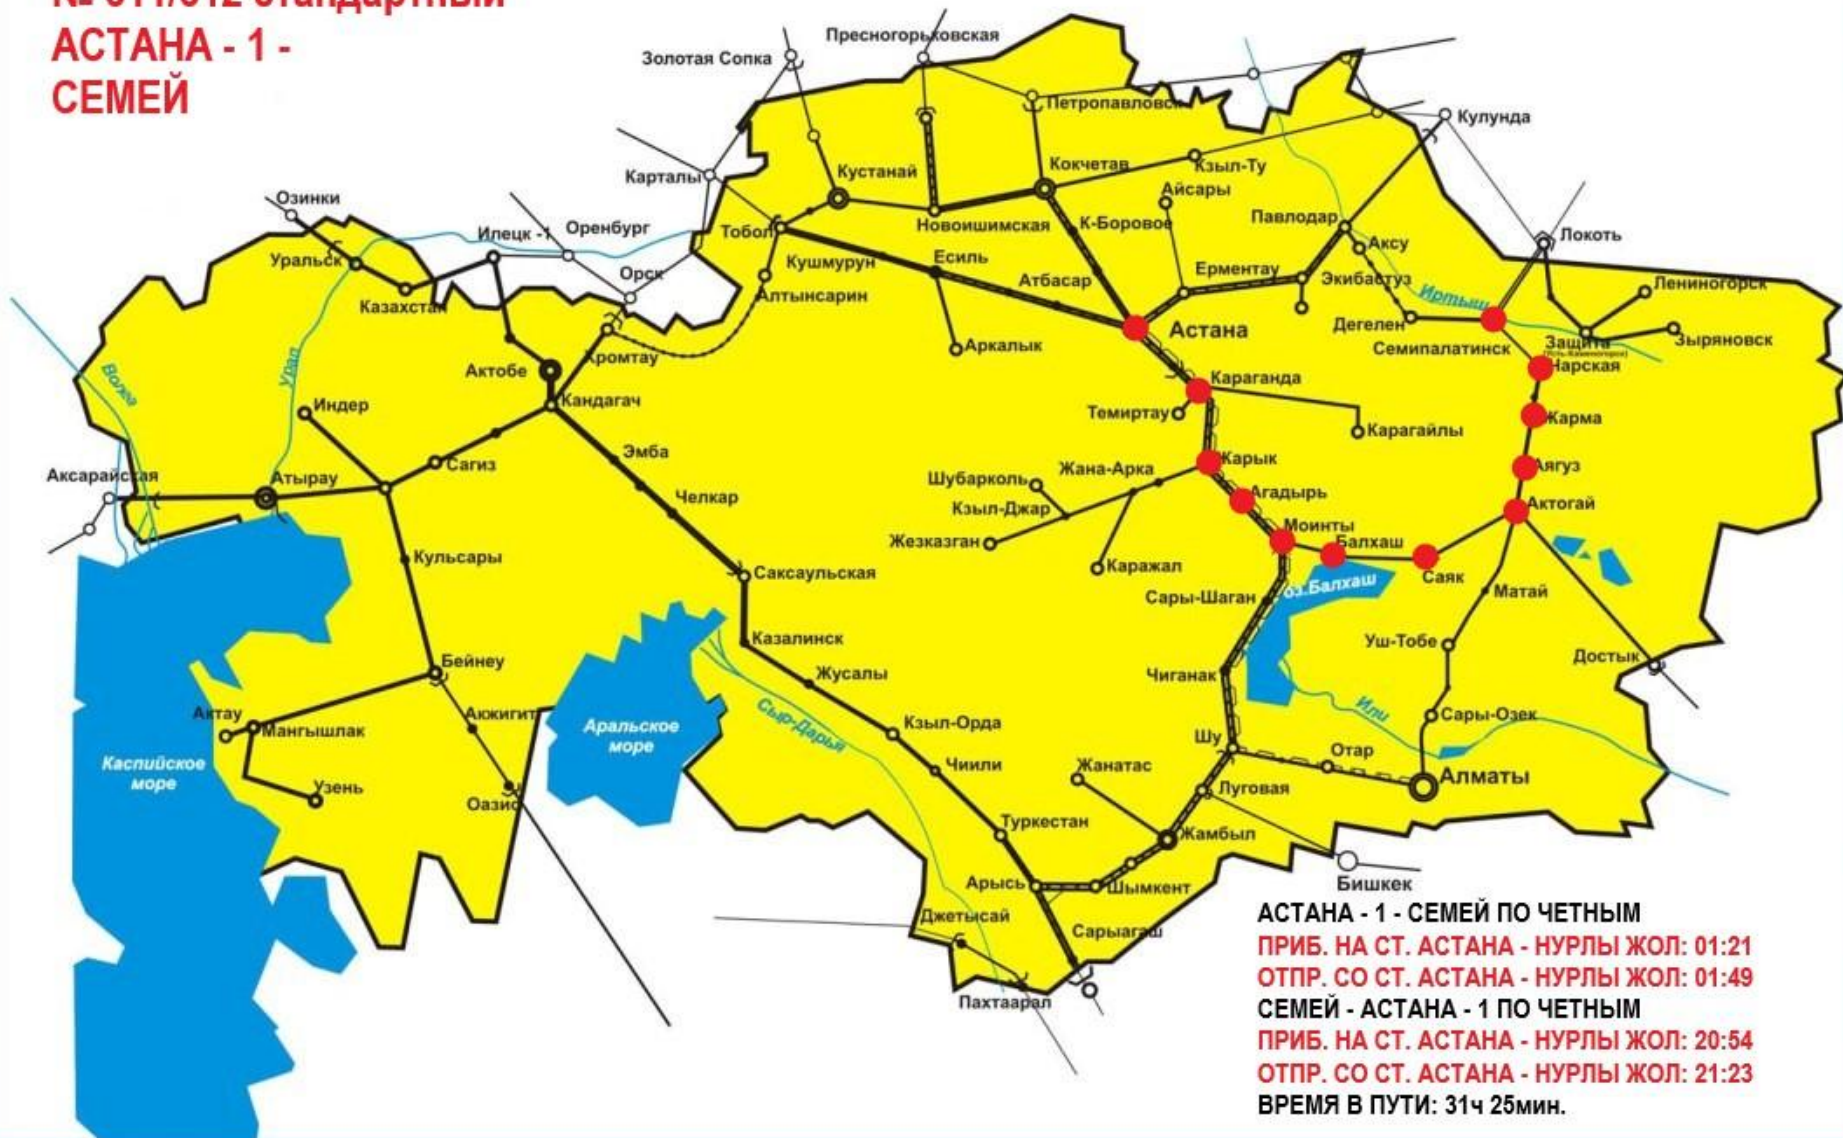 АСТАНА - 1 -
СЕМЕЙ
Пресногорьковская
Золотая Сопка
Петропавловск
Кулунда
Карталы
Кустанай
Кокчетав
Кзыл-Ту
Айсары
Озинки
Илецк -1
Оренбург
Тобол
Новоишимская
К-Боровое
Павлодар
Аксу
Локоть
Уральск
Орск
Кушмурун
Есиль
Атбасар
Ерментау
Экибастуз
Иртыш
Лениногорск
Казахстан
Алтынсарин
Дегелен
Астана
Семипалатинск
Защита
Зыряновск
Волга
Урал
Хромтау
Аркалык
Чарская
Актобе
Караганда
Кандагач
Индер
Темиртау
Карагайлы
Жарма
Эмба
Сагиз
Жарык
Жана-Арка
Шубарколь
Аягуз
Аксарайская
Атырау
Челкар
Агадырь
Кзыл-Джар
Актогай
Моинты
Жезказган
Балхаш
Кульсары
Саксаульская
Каражал
Саяк
оз.Балхаш
Сары-Шаган
Матай
Казалинск
Уш-Тобе
Достык
Бейнеу
Жусалы
Чиганак
Актау
Мангышлак
Акжигит
Аральское
море
Сыр-Дарья
Кзыл-Орда
Или
Сары-Озек
Каспийское
море
Шу
Отар
Узень
Чиили
Жанатас
Алматы
Оазис
Луговая
Туркестан
Жамбыл
Арысь
Шымкент
Бишкек
Джетысай
Сарыагаш
Пахтаарал
АСТАНА - 1 - СЕМЕЙ ПО ЧЕТНЫМ
ПРИБ. НА СТ. АСТАНА - НУРЛЫ ЖОЛ: 01:21
ОТПР. СО СТ. АСТАНА - НУРЛЫ ЖОЛ: 01:49
СЕМЕЙ - АСТАНА - 1 ПО ЧЕТНЫМ
ПРИБ. НА СТ. АСТАНА - НУРЛЫ ЖОЛ: 20:54
ОТПР. СО СТ. АСТАНА - НУРЛЫ ЖОЛ: 21:23
ВРЕМЯ В ПУТИ: 31ч 25мин.